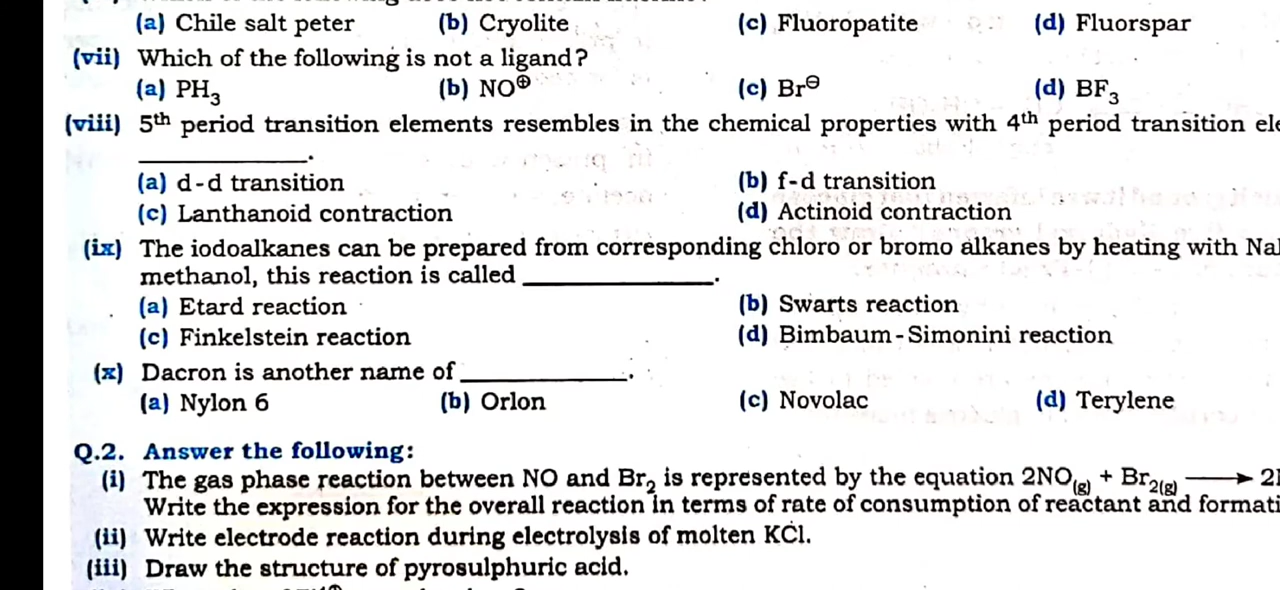 (a) Chile salt peter (b) Cryolite (c) Fluoropatite (d) Fluorspar
(vii) Which of the following is not a ligand?
(a) PH₃ (b) NO⊕ (c) Br⊖ (d) BF₃
(viii) 5th period transition elements resembles in the chemical properties with 4th period transition
____________.
(a) d-d transition (b) f-d transition
(c) Lanthanoid contraction (d) Actinoid contraction
(ix) The iodoalkanes can be prepared from corresponding chloro or bromo alkanes by heating with
methanol, this reaction is called ____________.
(a) Etard reaction (b) Swarts reaction
(c) Finkelstein reaction (d) Bimbaum-Simonini reaction
(x) Dacron is another name of ____________.
(a) Nylon 6 (b) Orlon (c) Novolac (d) Terylene
Q.2. Answer the following:
(i) The gas phase reaction between NO and Br₂ is represented by the equation 2NO(g) + Br₂(g) ⟶ 2
Write the expression for the overall reaction in terms of rate of consumption of reactant and
(ii) Write electrode reaction during electrolysis of molten KCl.
(iii) Draw the structure of pyrosulphuric acid.